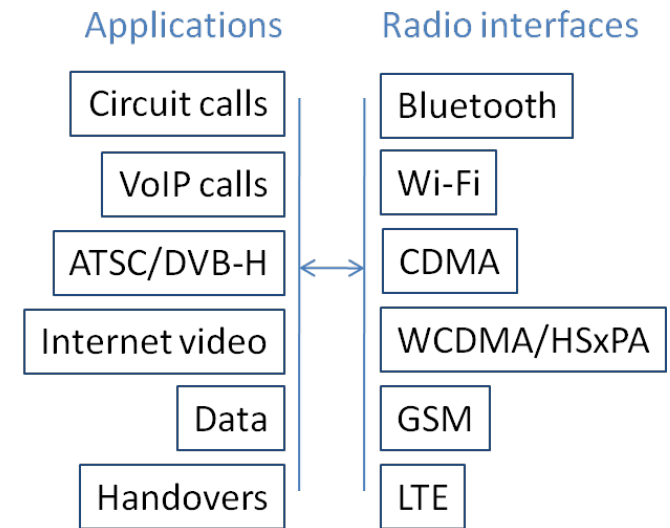 Applications
Radio interfaces
Circuit calls
Bluetooth
VoIP calls
Wi-Fi
ATSC/DVB-H
CDMA
Internet video
WCDMA/HSxPA
Data
GSM
Handovers
LTE